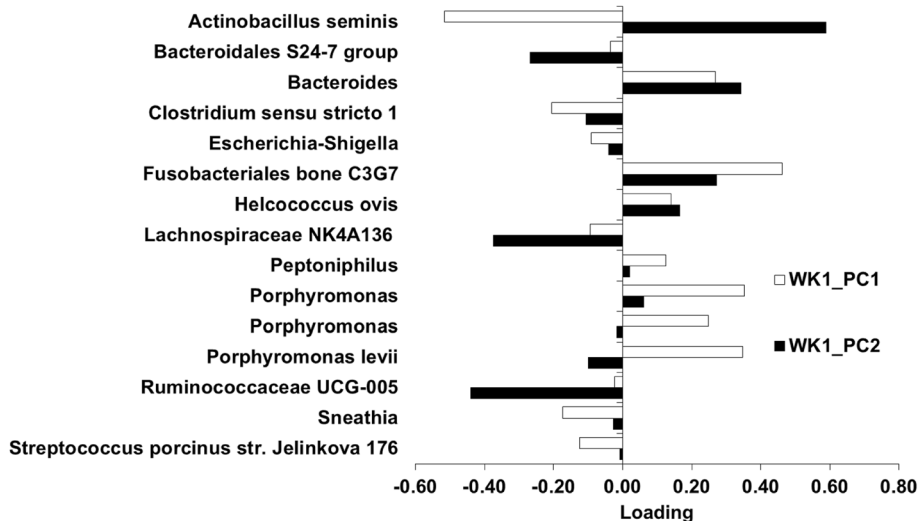 Actinobacillus seminis
Bacteroidales S24-7 group
Bacteroides
Clostridium sensu stricto 1
Escherichia-Shigella
Fusobacteriales bone C3G7
Helcococcus ovis
Lachnospiraceae NK4A136
Peptoniphilus
Porphyromonas
Porphyromonas
Porphyromonas levii
Ruminococcaceae UCG-005
Sneathia
Streptococcus porcinus str. Jelinkova 176
WK1_PC1
WK1_PC2
-0.60 -0.40 -0.20 0.00 0.20 0.40 0.60 0.80
Loading